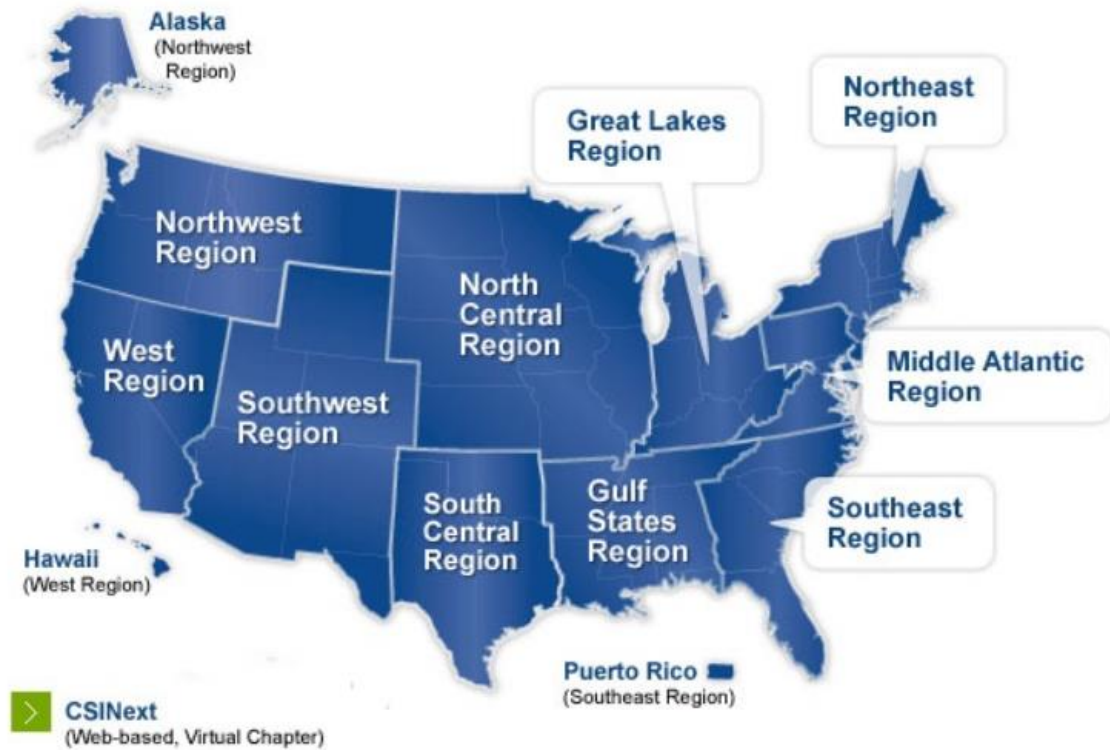 Alaska
(Northwest
Region)
Northeast
Region
Great Lakes
Region
Northwest
Region
North
Central
Region
West
Region
Middle Atlantic
Region
Southwest
Region
South
Central
Region
Gulf
States
Region
Southeast
Region
Hawaii
(West Region)
Puerto Rico
(Southeast Region)
CSINext
(Web-based, Virtual Chapter)